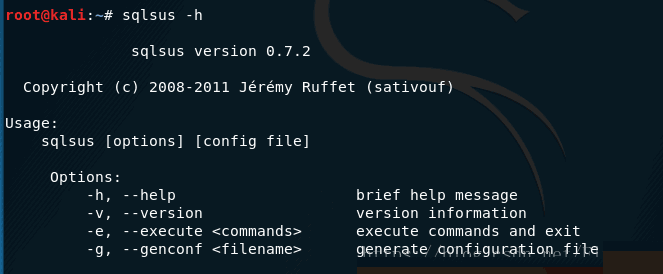 root@kali:~# sqlsus -h
sqlsus version 0.7.2
Copyright (c) 2008-2011 Jérémy Ruffet (sativouf)
Usage:
sqlsus [options] [config file]
Options:
-h, --help brief help message
-v, --version version information
-e, --execute <commands> execute commands and exit
-g, --genconf <filename> generate configuration file